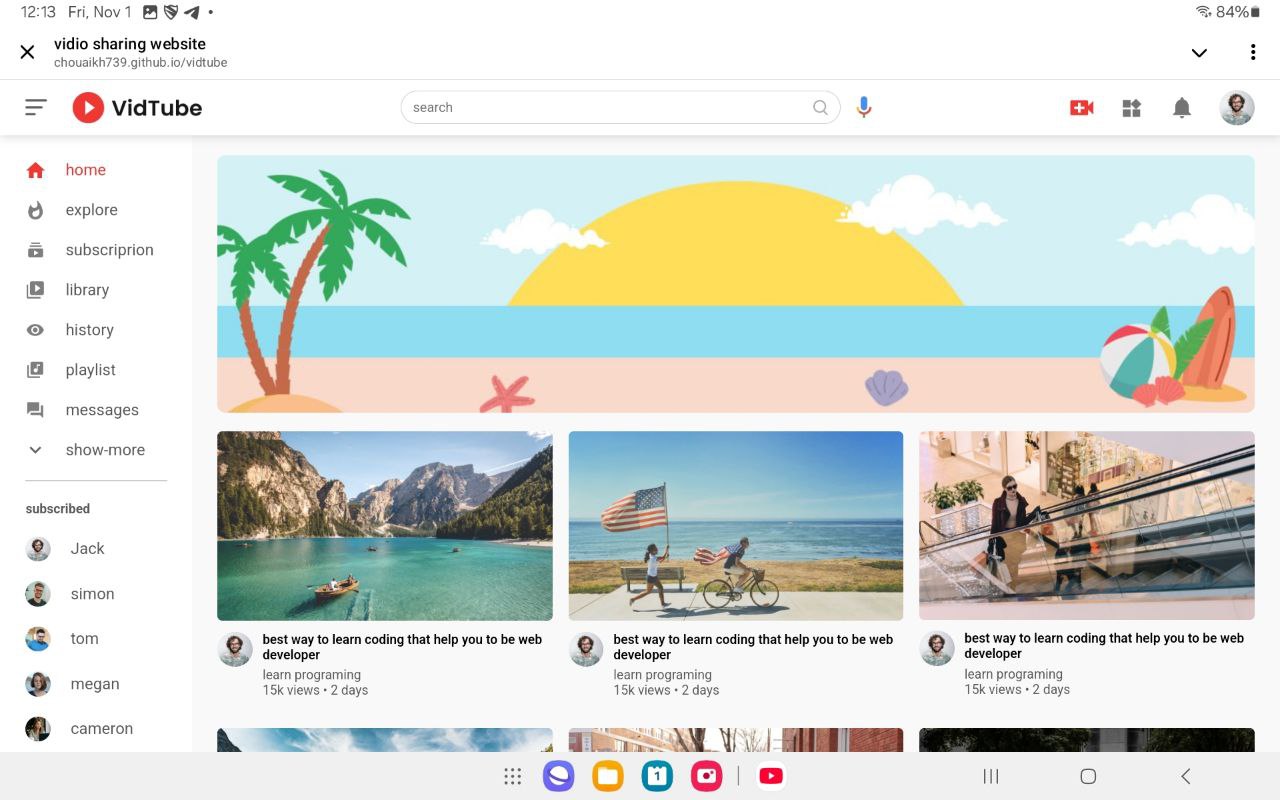 12:13 Fri, Nov 1 84%
vidio sharing website
chouaikh739.github.io/vidtube
VidTube
search
home
explore
subscriprion
library
history
playlist
messages
show-more
subscribed
Jack
simon
tom
megan
cameron
best way to learn coding that help you to be web
developer
learn programing
15k views • 2 days
best way to learn coding that help you to be web
developer
learn programing
15k views • 2 days
best way to learn coding that help you to be web
developer
learn programing
15k views • 2 days
1